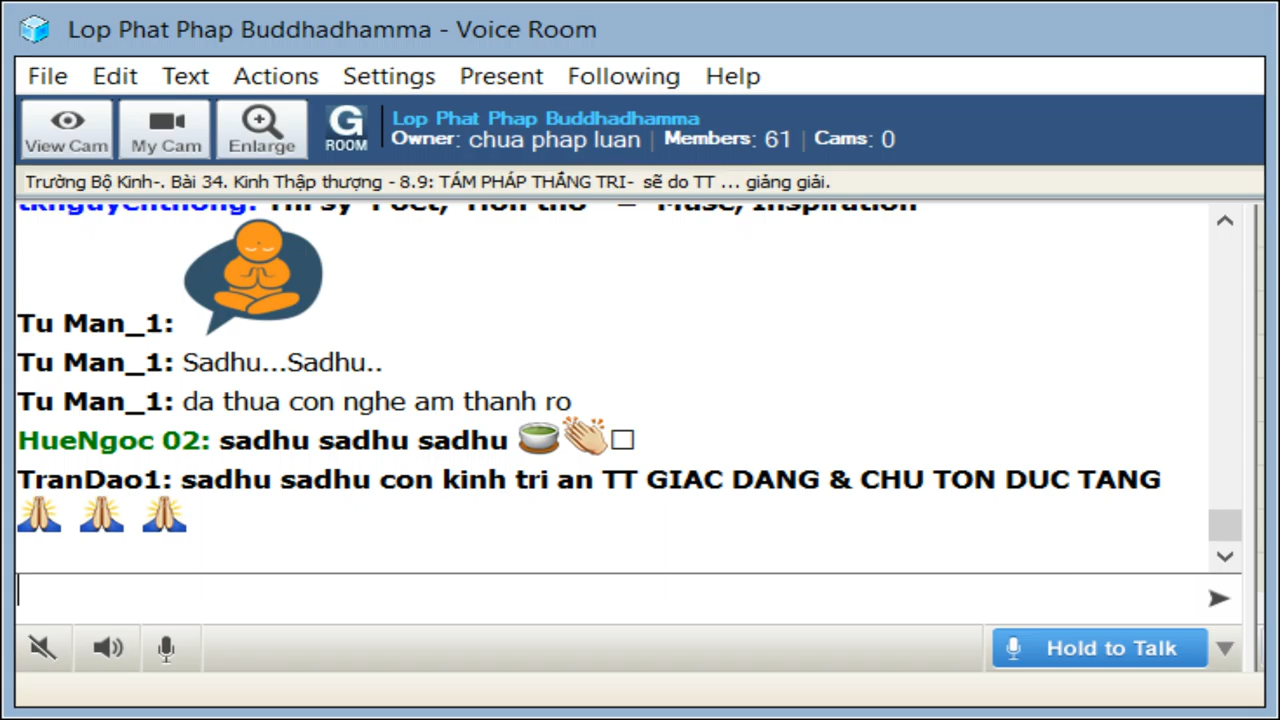 Lop Phat Phap Buddhadhamma - Voice Room
File Edit Text Actions Settings Present Following Help
View Cam My Cam Enlarge G ROOM
Lop Phat Phap Buddhadhamma
Owner: chua phap luan | Members: 61 | Cams: 0
Trường Bộ Kinh-. Bài 34. Kinh Thập thượng - 8.9: TÁM PHÁP THẮNG TRI- sẽ do TT ... giảng giải.
tknguyenthong: Thi sỹ "Poet," Hồn thơ = "Muse, Inspiration"
Tu Man_1:
Tu Man_1: Sadhu...Sadhu..
Tu Man_1: da thua con nghe am thanh ro
HueNgoc 02: sadhu sadhu sadhu
TranDao1: sadhu sadhu con kinh tri an TT GIAC DANG & CHU TON DUC TANG
Hold to Talk